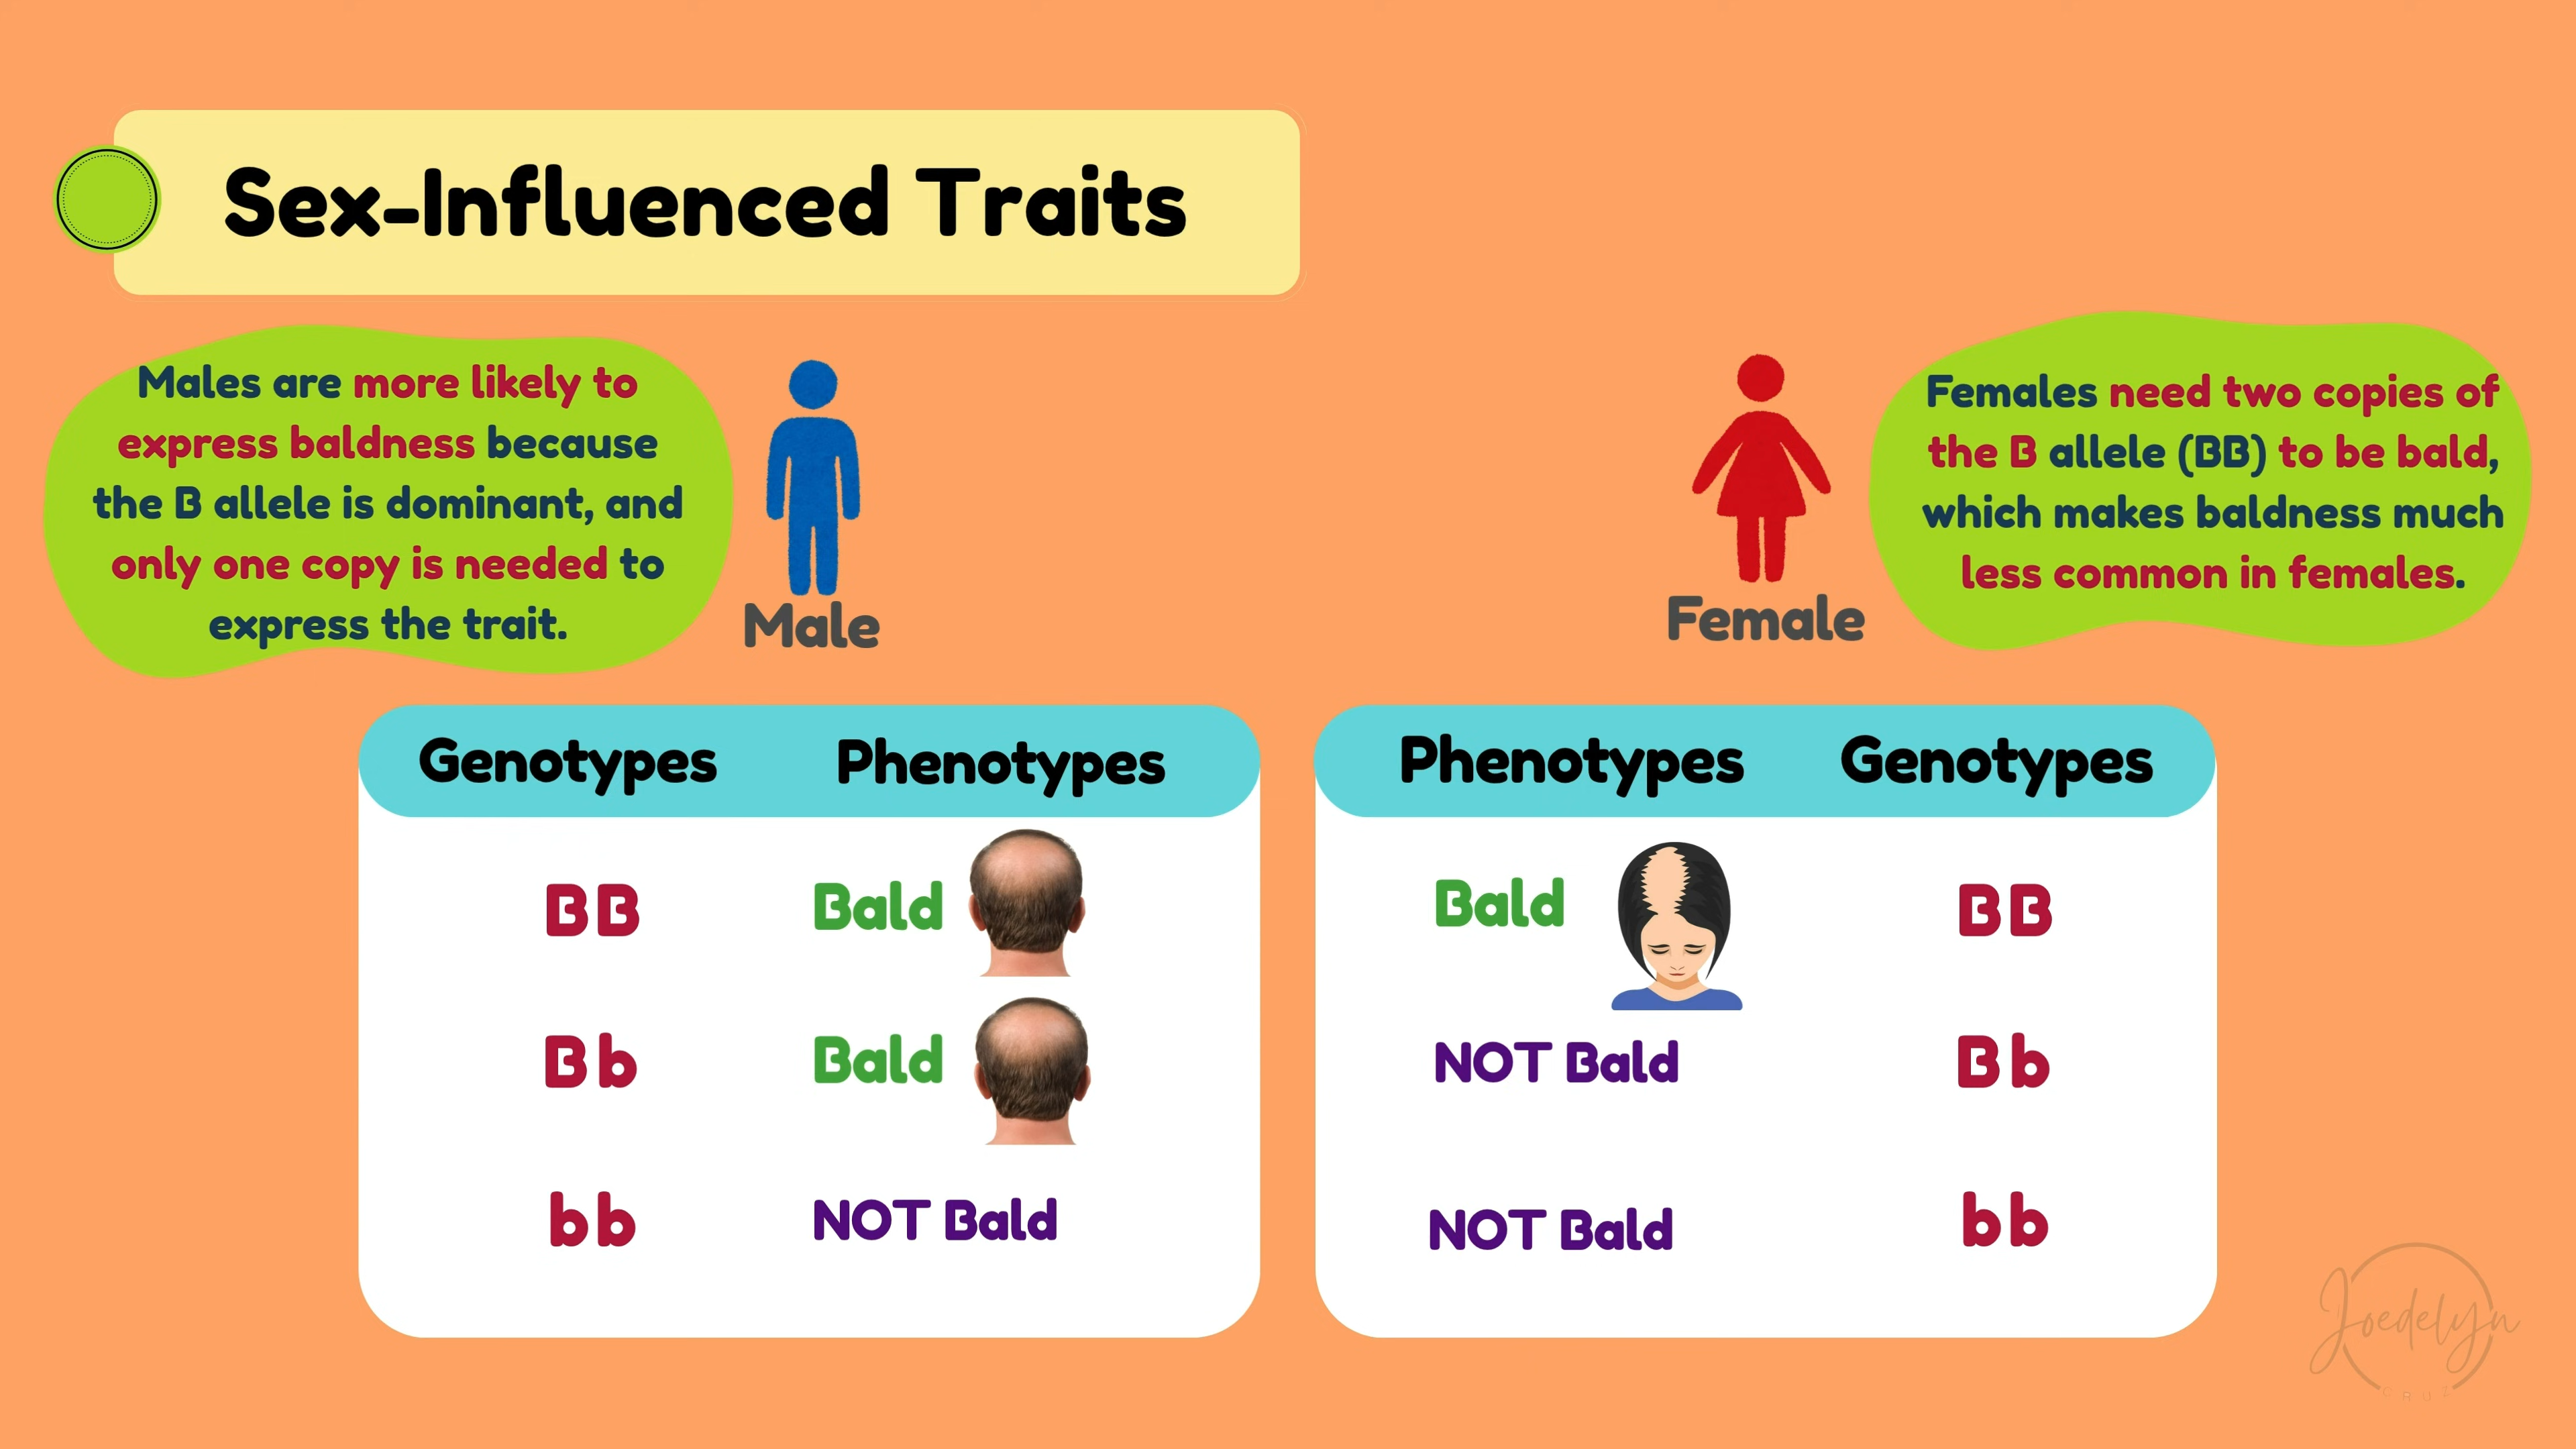 Sex-Influenced Traits
Males are more likely to
express baldness because
the B allele is dominant, and
only one copy is needed to
express the trait.
Male
Female
Females need two copies of
the B allele (BB) to be bald,
which makes baldness much
less common in females.
Genotypes Phenotypes
BB Bald
Bb Bald
bb NOT Bald
Phenotypes Genotypes
Bald BB
NOT Bald Bb
NOT Bald bb
Joedelyn
CRUZ